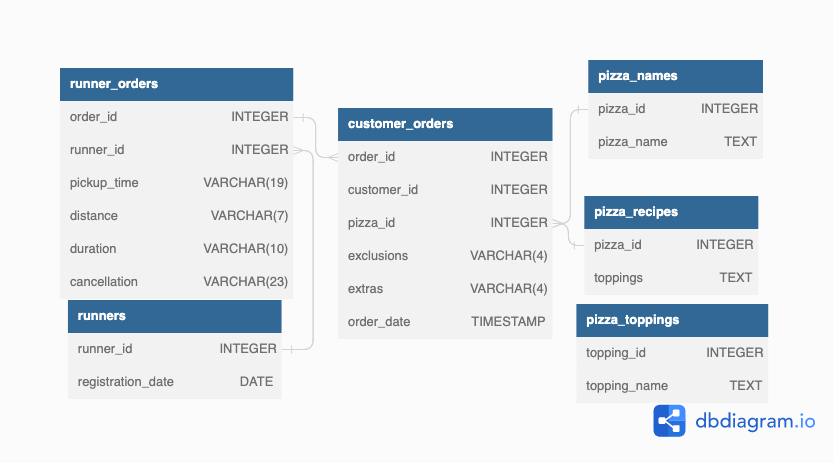 runner_orders
order_id INTEGER
runner_id INTEGER
pickup_time VARCHAR(19)
distance VARCHAR(7)
duration VARCHAR(10)
cancellation VARCHAR(23)
runners
runner_id INTEGER
registration_date DATE
customer_orders
order_id INTEGER
customer_id INTEGER
pizza_id INTEGER
exclusions VARCHAR(4)
extras VARCHAR(4)
order_date TIMESTAMP
pizza_names
pizza_id INTEGER
pizza_name TEXT
pizza_recipes
pizza_id INTEGER
toppings TEXT
pizza_toppings
topping_id INTEGER
topping_name TEXT
dbdiagram.io